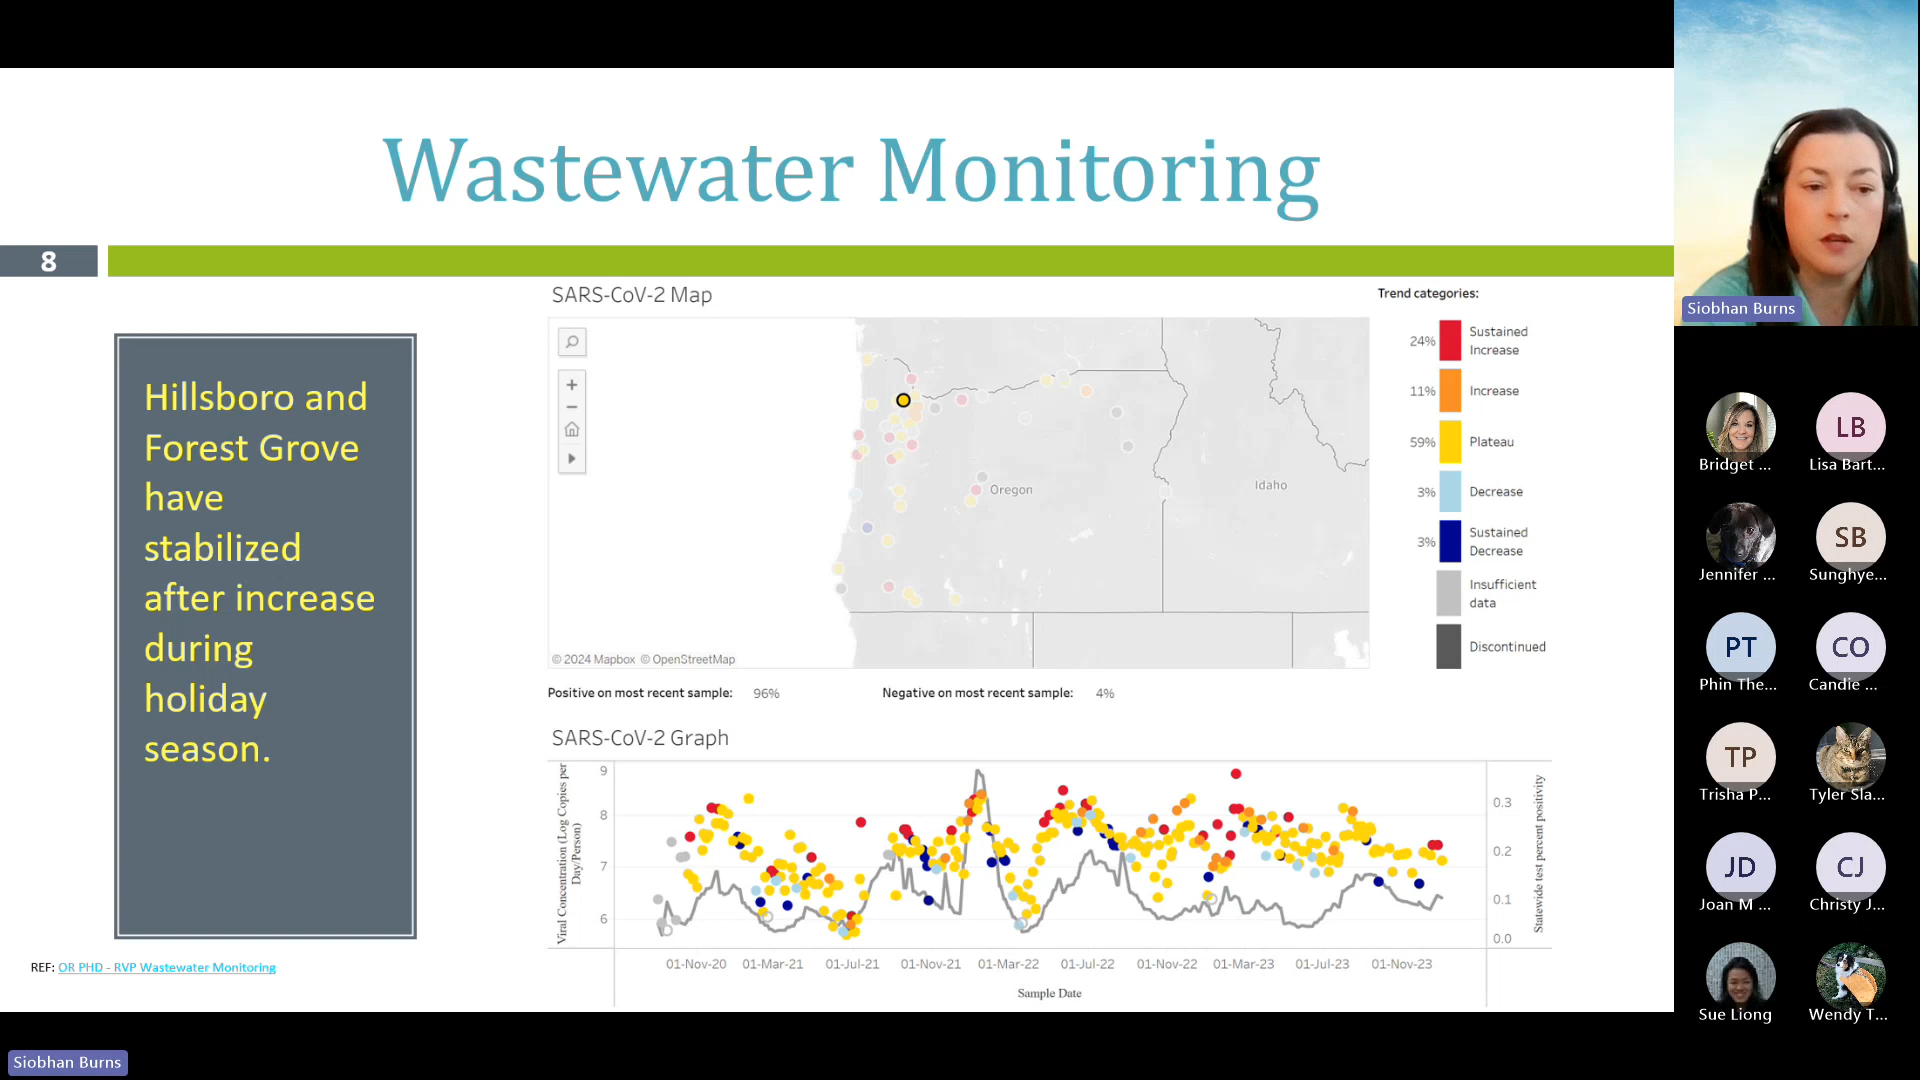 Wastewater Monitoring
8
Hillsboro and
Forest Grove
have
stabilized
after increase
during
holiday
season.
REF: OR PHD - RVP Wastewater Monitoring
SARS-CoV-2 Map
+
−
Oregon
Idaho
© 2024 Mapbox © OpenStreetMap
Trend categories:
24% Sustained
Increase
11% Increase
59% Plateau
3% Decrease
3% Sustained
Decrease
Insufficient
data
Discontinued
Positive on most recent sample: 96% Negative on most recent sample: 4%
SARS-CoV-2 Graph
Viral Concentration (Log Copies per
Day/Person)
9
8
7
6
0.3
0.2
0.1
0.0
Statewide test percent positivity
01-Nov-20 01-Mar-21 01-Jul-21 01-Nov-21 01-Mar-22 01-Jul-22 01-Nov-22 01-Mar-23 01-Jul-23 01-Nov-23
Sample Date
Siobhan Burns
Bridget ...
LB
Lisa Bart...
Jennifer ...
SB
Sunghye...
PT
Phin The...
CO
Candie ...
TP
Trisha P...
Tyler Sla...
JD
Joan M ...
CJ
Christy J...
Sue Liong
Wendy T...
Siobhan Burns